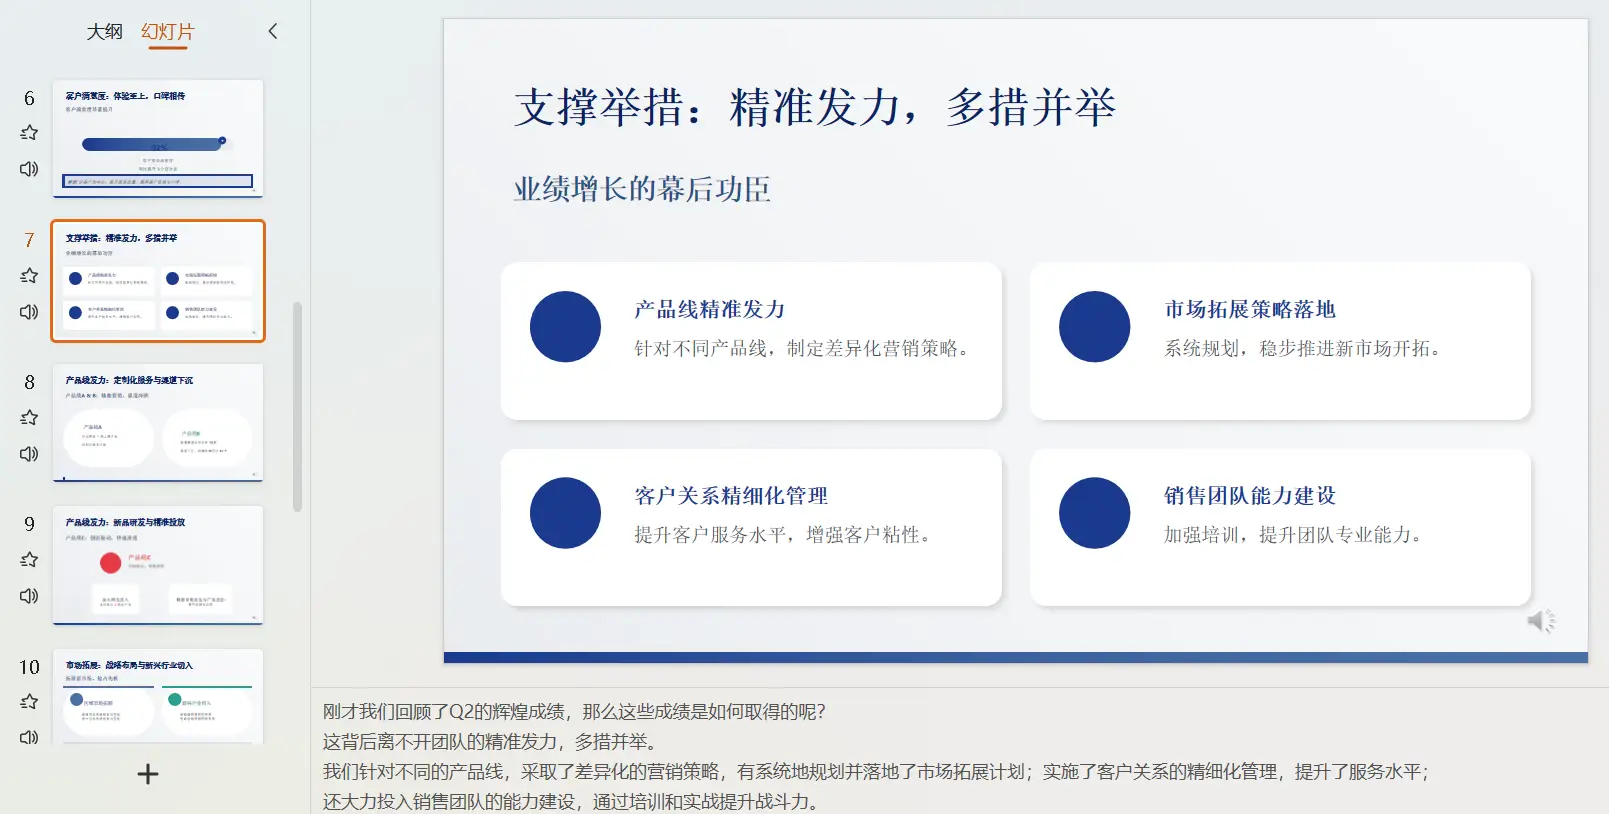 大纲 幻灯片
6
客户满意度：体验至上，口碑相传
92%
7
支撑举措：精准发力，多措并举
业绩增长的幕后功臣
8
产品线发力：定制化服务与渠道下沉
产品线A
产品线B
9
产品线发力：新品研发与精准投放
产品线C
10
市场拓展：战略布局与新兴行业切入
支撑举措：精准发力，多措并举
业绩增长的幕后功臣
产品线精准发力
针对不同产品线，制定差异化营销策略。
市场拓展策略落地
系统规划，稳步推进新市场开拓。
客户关系精细化管理
提升客户服务水平，增强客户粘性。
销售团队能力建设
加强培训，提升团队专业能力。
刚才我们回顾了Q2的辉煌成绩，那么这些成绩是如何取得的呢？
这背后离不开团队的精准发力，多措并举。
我们针对不同的产品线，采取了差异化的营销策略，有系统地规划并落地了市场拓展计划；实施了客户关系的精细化管理，提升了服务水平；
还大力投入销售团队的能力建设，通过培训和实战提升战斗力。